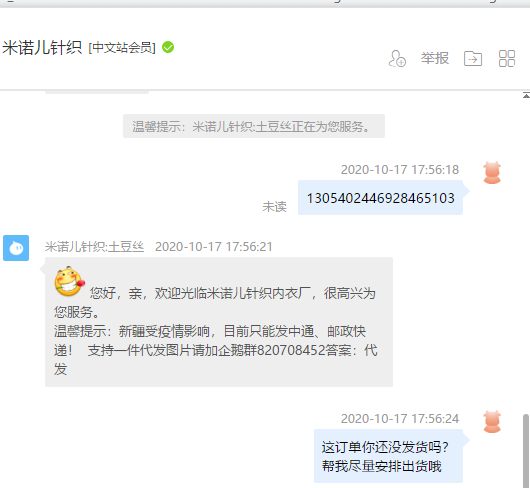 米诺儿针织 [中文站会员]
举报
温馨提示：米诺儿针织:土豆丝正在为您服务。
2020-10-17 17:56:18
未读
1305402446928465103
米诺儿针织:土豆丝 2020-10-17 17:56:21
您好，亲，欢迎光临米诺儿针织内衣厂，很高兴为
您服务。
温馨提示：新疆受疫情影响，目前只能发中通、邮政快
递！ 支持一件代发图片请加企鹅群820708452答案：代
发
2020-10-17 17:56:24
这订单你还没发货吗？
帮我尽量安排出货哦